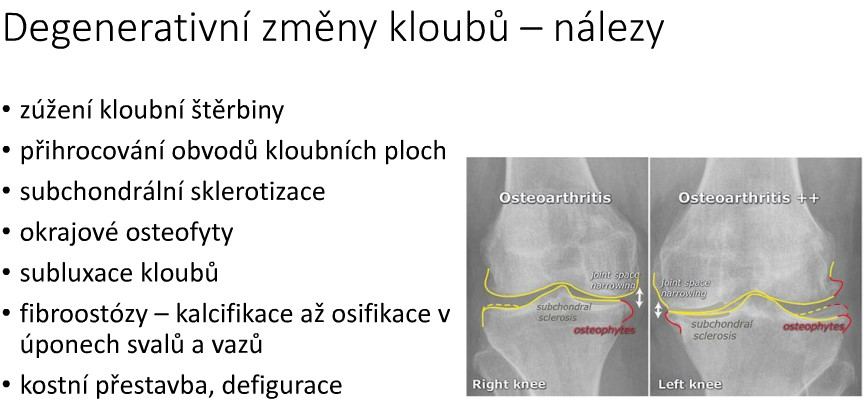 Degenerativní změny kloubů – nálezy
• zúžení kloubní štěrbiny
• přihrocování obvodů kloubních ploch
• subchondrální sklerotizace
• okrajové osteofyty
• subluxace kloubů
• fibroostózy – kalcifikace až osifikace v
úponech svalů a vazů
• kostní přestavba, defigurace
Osteoarthritis
joint space
narrowing
subchondral
sclerosis
osteophytes
Right knee
Osteoarthritis ++
joint space
narrowing
subchondral
sclerosis
osteophytes
Left knee